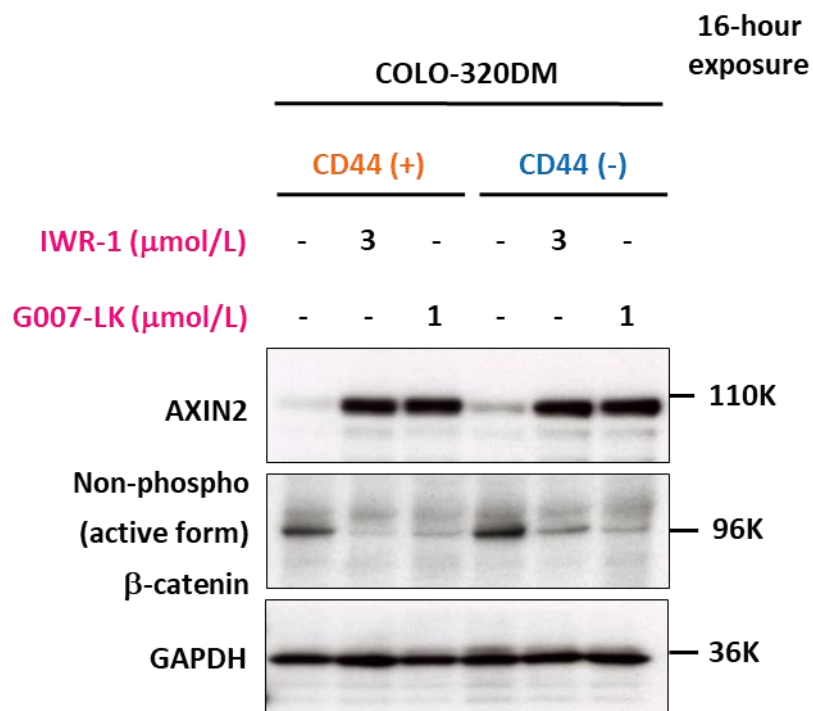 16-hour
exposure
COLO-320DM
CD44 (+) CD44 (-)
IWR-1 (μmol/L) - 3 - - 3 -
G007-LK (μmol/L) - - 1 - - 1
AXIN2 110K
Non-phospho
(active form) 96K
β-catenin
GAPDH 36K